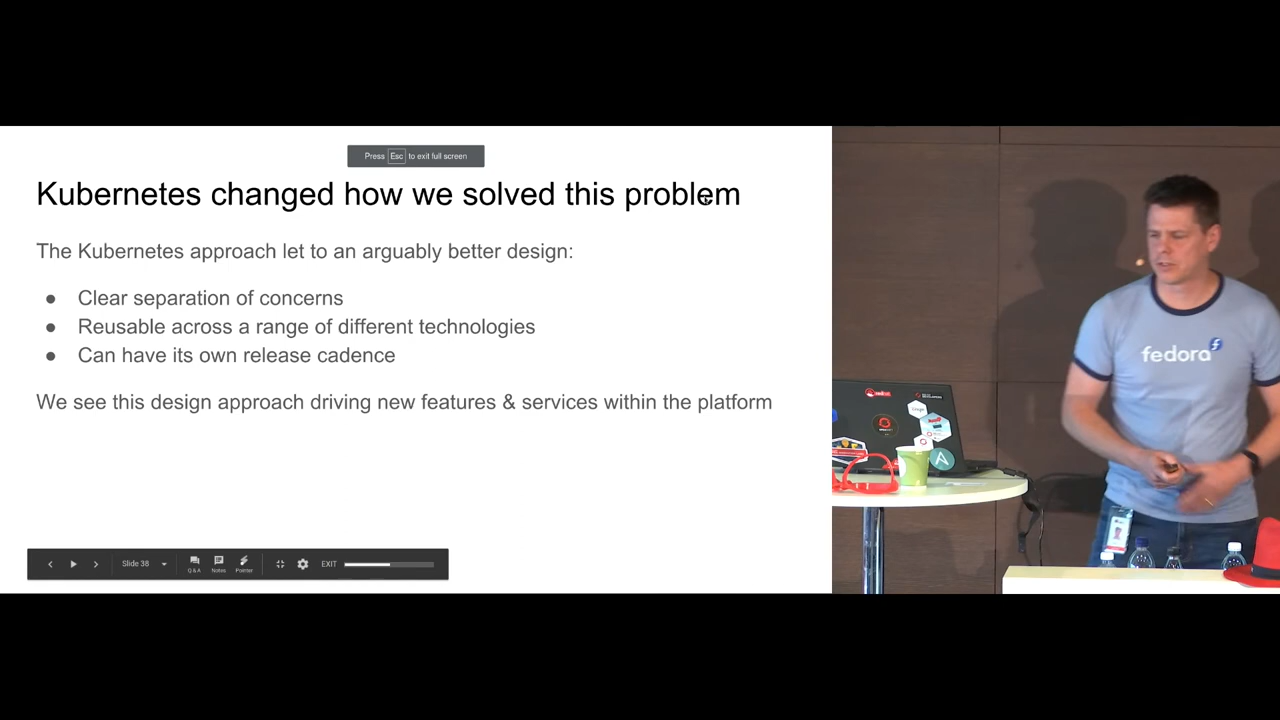 Press Esc to exit full screen
Kubernetes changed how we solved this problem
The Kubernetes approach let to an arguably better design:
● Clear separation of concerns
● Reusable across a range of different technologies
● Can have its own release cadence
We see this design approach driving new features & services within the platform
Slide 38
Q & A
Notes
Pointer
EXIT
fedora